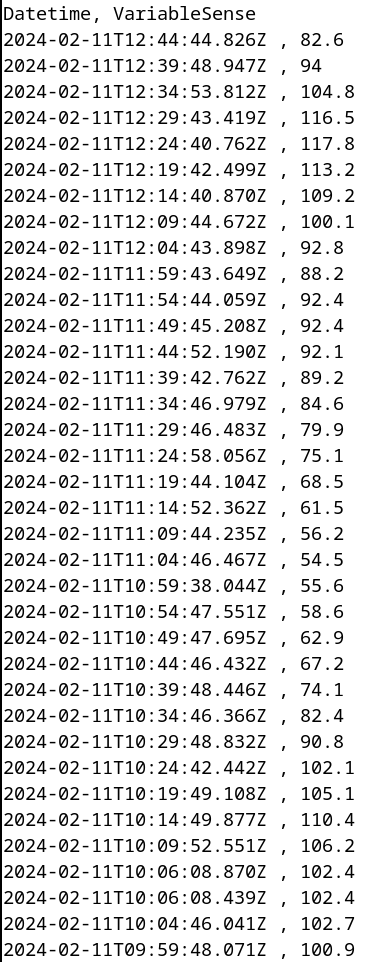 Datetime, VariableSense
2024-02-11T12:44:44.826Z , 82.6
2024-02-11T12:39:48.947Z , 94
2024-02-11T12:34:53.812Z , 104.8
2024-02-11T12:29:43.419Z , 116.5
2024-02-11T12:24:40.762Z , 117.8
2024-02-11T12:19:42.499Z , 113.2
2024-02-11T12:14:40.870Z , 109.2
2024-02-11T12:09:44.672Z , 100.1
2024-02-11T12:04:43.898Z , 92.8
2024-02-11T11:59:43.649Z , 88.2
2024-02-11T11:54:44.059Z , 92.4
2024-02-11T11:49:45.208Z , 92.4
2024-02-11T11:44:52.190Z , 92.1
2024-02-11T11:39:42.762Z , 89.2
2024-02-11T11:34:46.979Z , 84.6
2024-02-11T11:29:46.483Z , 79.9
2024-02-11T11:24:58.056Z , 75.1
2024-02-11T11:19:44.104Z , 68.5
2024-02-11T11:14:52.362Z , 61.5
2024-02-11T11:09:44.235Z , 56.2
2024-02-11T11:04:46.467Z , 54.5
2024-02-11T10:59:38.044Z , 55.6
2024-02-11T10:54:47.551Z , 58.6
2024-02-11T10:49:47.695Z , 62.9
2024-02-11T10:44:46.432Z , 67.2
2024-02-11T10:39:48.446Z , 74.1
2024-02-11T10:34:46.366Z , 82.4
2024-02-11T10:29:48.832Z , 90.8
2024-02-11T10:24:42.442Z , 102.1
2024-02-11T10:19:49.108Z , 105.1
2024-02-11T10:14:49.877Z , 110.4
2024-02-11T10:09:52.551Z , 106.2
2024-02-11T10:06:08.870Z , 102.4
2024-02-11T10:06:08.439Z , 102.4
2024-02-11T10:04:46.041Z , 102.7
2024-02-11T09:59:48.071Z , 100.9